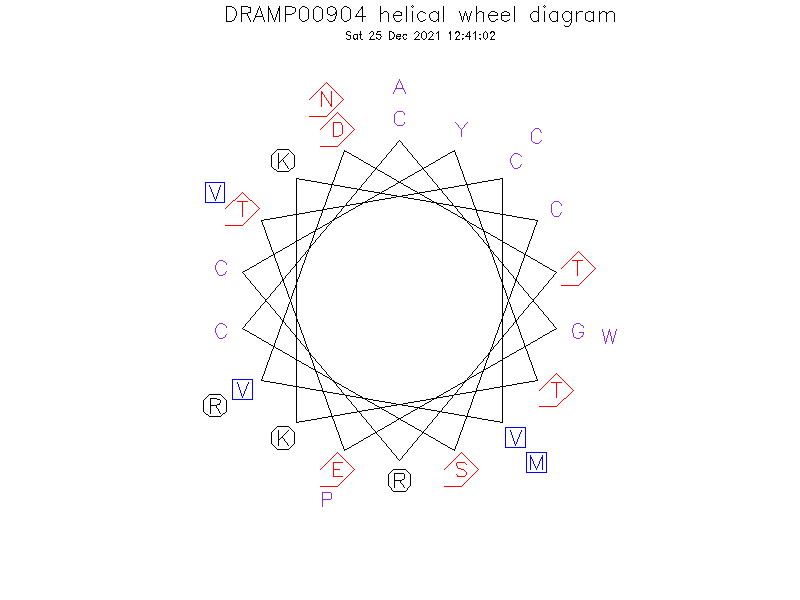 DRAMP00904 helical wheel diagram
Sat 25 Dec 2021 12:41:02
A
N
C
D
Y
C
K
C
V
T
C
C
T
C
G
W
V
T
R
K
V
M
E
S
R
P